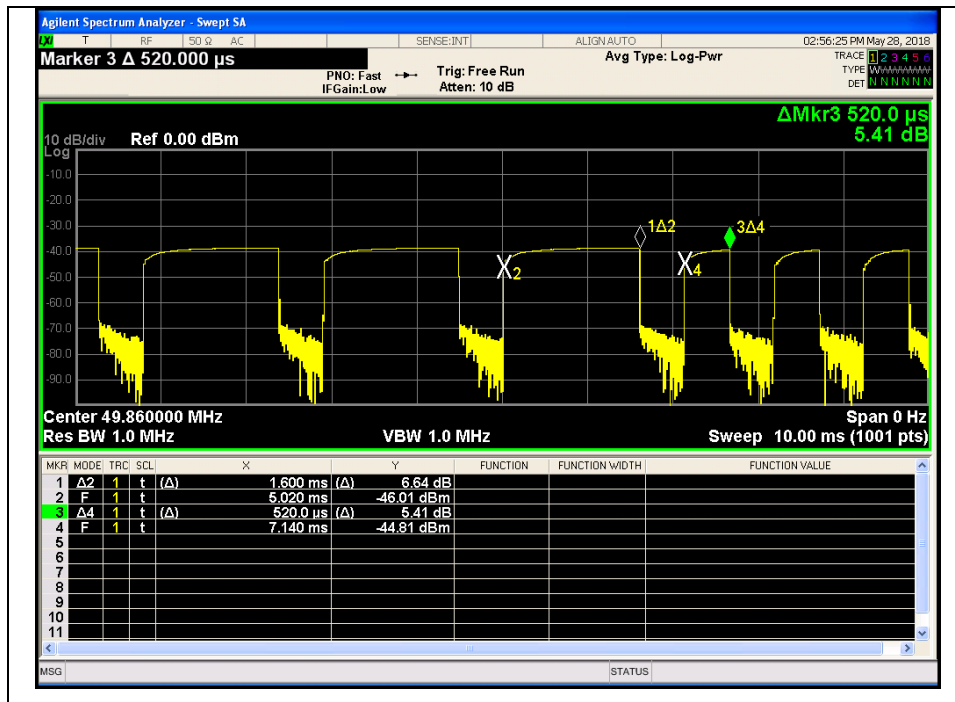 Agilent Spectrum Analyzer - Swept SA
LXI T RF 50 Ω AC SENSE:INT ALIGN AUTO 02:56:25 PM May 28, 2018
Marker 3 Δ 520.000 µs
PNO: Fast
IFGain:Low
Trig: Free Run
Atten: 10 dB
Avg Type: Log-Pwr
TRACE 1 2 3 4 5 6
TYPE
DET N N N N N N
ΔMkr3 520.0 µs
5.41 dB
10 dB/div Ref 0.00 dBm
Log
-10.0
-20.0
-30.0
-40.0
-50.0
-60.0
-70.0
-80.0
-90.0
1Δ2
3Δ4
X2
X4
Center 49.860000 MHz Span 0 Hz
Res BW 1.0 MHz VBW 1.0 MHz Sweep 10.00 ms (1001 pts)
MKR MODE TRC SCL X Y FUNCTION FUNCTION WIDTH FUNCTION VALUE
1 Δ2 1 t (Δ) 1.600 ms (Δ) 6.64 dB
2 F 1 t 5.020 ms -46.01 dBm
3 Δ4 1 t (Δ) 520.0 µs (Δ) 5.41 dB
4 F 1 t 7.140 ms -44.81 dBm
5
6
7
8
9
10
11
MSG STATUS